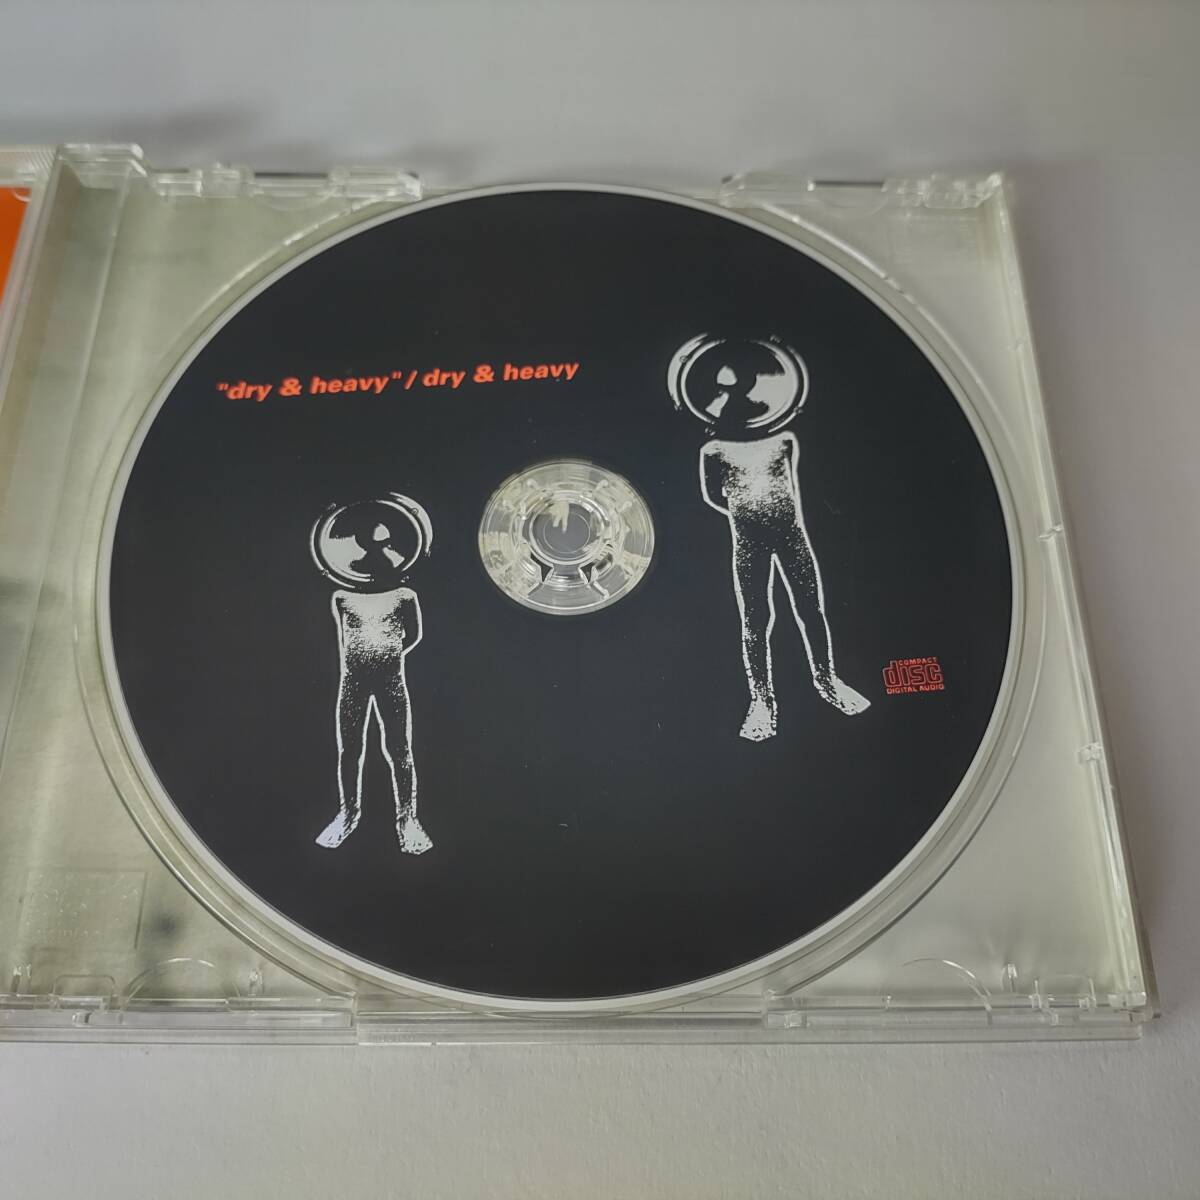 "dry & heavy" / dry & heavy
COMPACT
disc
DIGITAL AUDIO